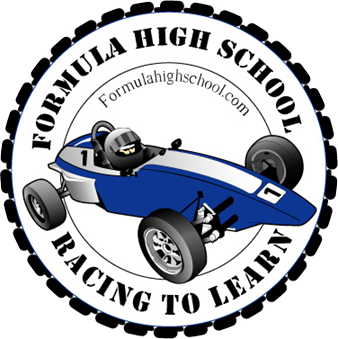 FORMULA HIGH SCHOOL
Formulahighschool.com
1
1
RACING TO LEARN